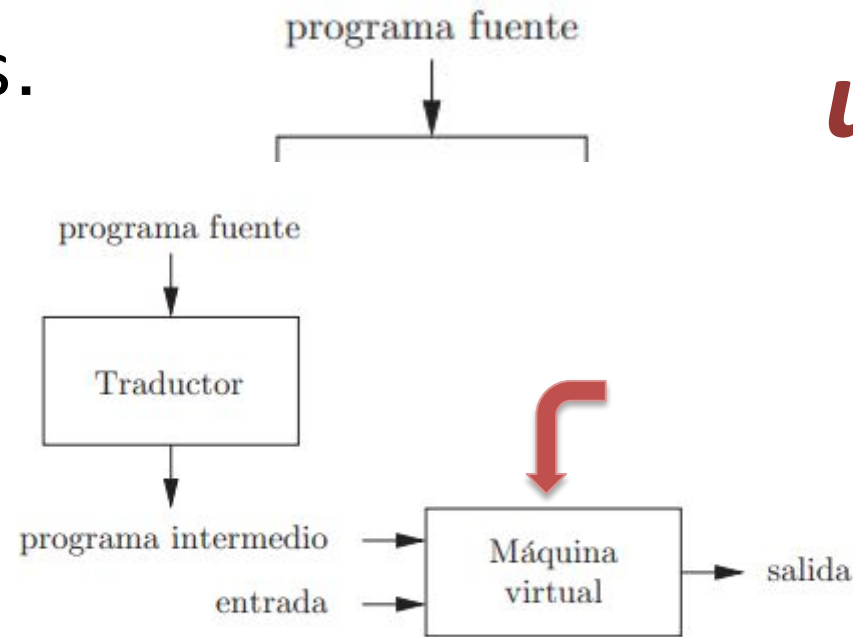 programa fuente
s.
programa fuente
Traductor
programa intermedio
entrada
Máquina
virtual
salida